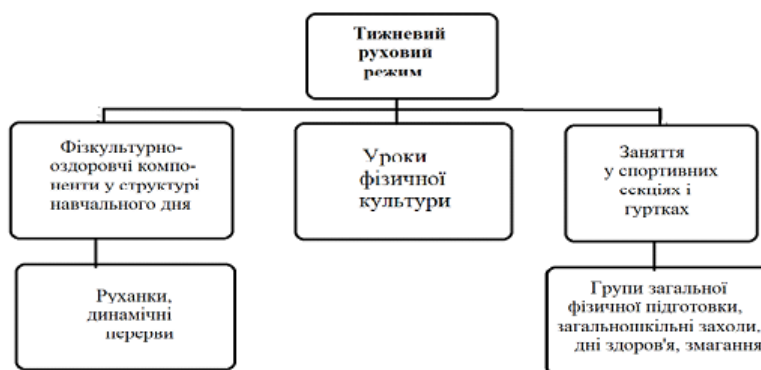 Тижневий
руховий
режим
Фізкультурно-
оздоровчі компо-
ненти у структурі
навчального дня
Уроки
фізичної
культури
Заняття
у спортивних
секціях і
гуртках
Руханки,
динамічні
перерви
Групи загальної
фізичної підготовки,
загальношкільні заходи,
дні здоров'я, змагання